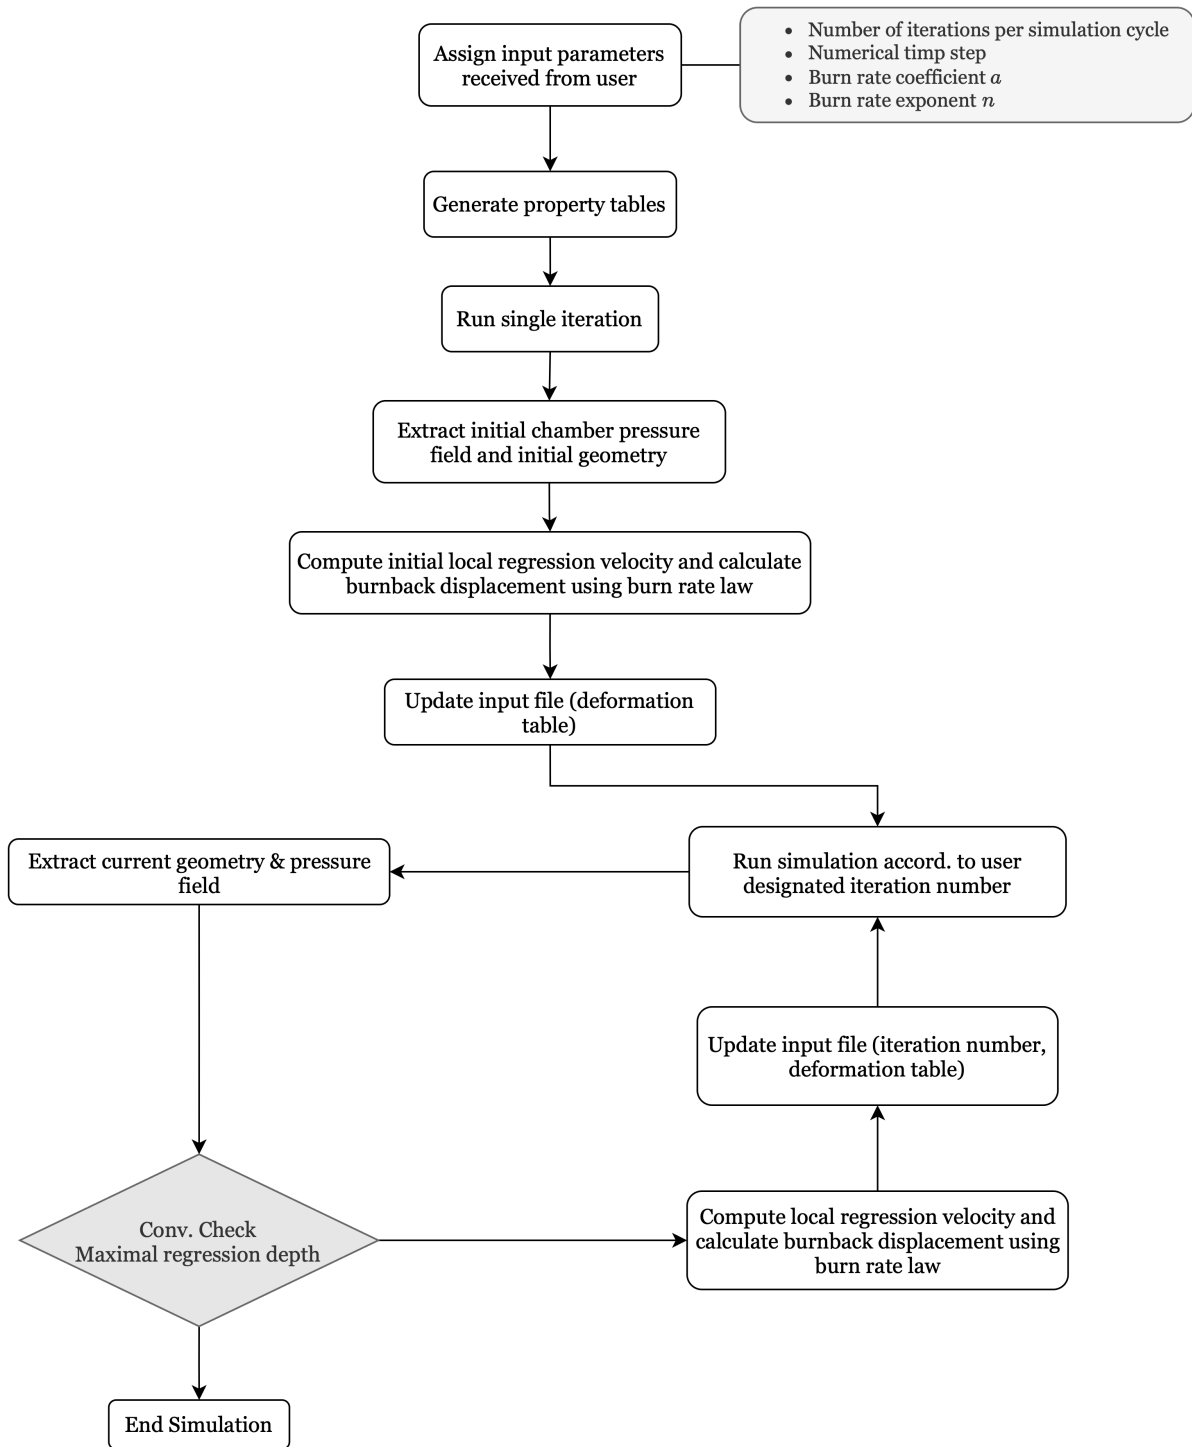 Assign input parameters
received from user
• Number of iterations per simulation cycle
• Numerical timp step
• Burn rate coefficient a
• Burn rate exponent n
Generate property tables
Run single iteration
Extract initial chamber pressure
field and initial geometry
Compute initial local regression velocity and calculate
burnback displacement using burn rate law
Update input file (deformation
table)
Run simulation accord. to user
designated iteration number
Extract current geometry & pressure
field
Conv. Check
Maximal regression depth
Compute local regression velocity and
calculate burnback displacement using
burn rate law
Update input file (iteration number,
deformation table)
End Simulation